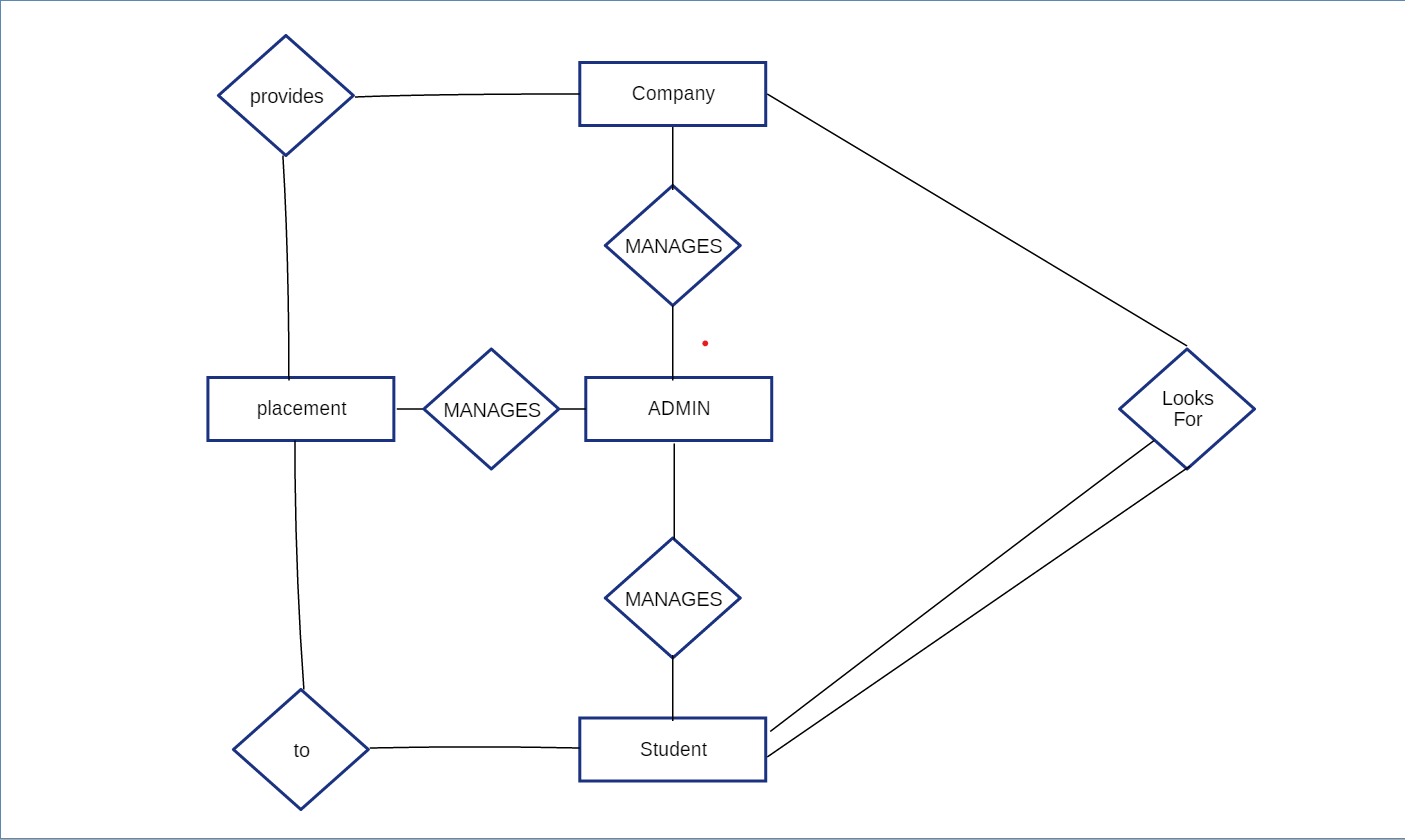 provides
Company
MANAGES
placement
MANAGES
ADMIN
Looks
For
MANAGES
to
Student